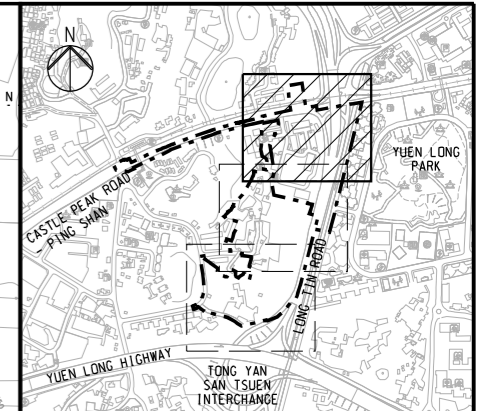 N
N
YUEN LONG
PARK
CASTLE PEAK ROAD
- PING SHAN
LONG TIN ROAD
YUEN LONG HIGHWAY
TONG YAN
SAN TSUEN
INTERCHANGE